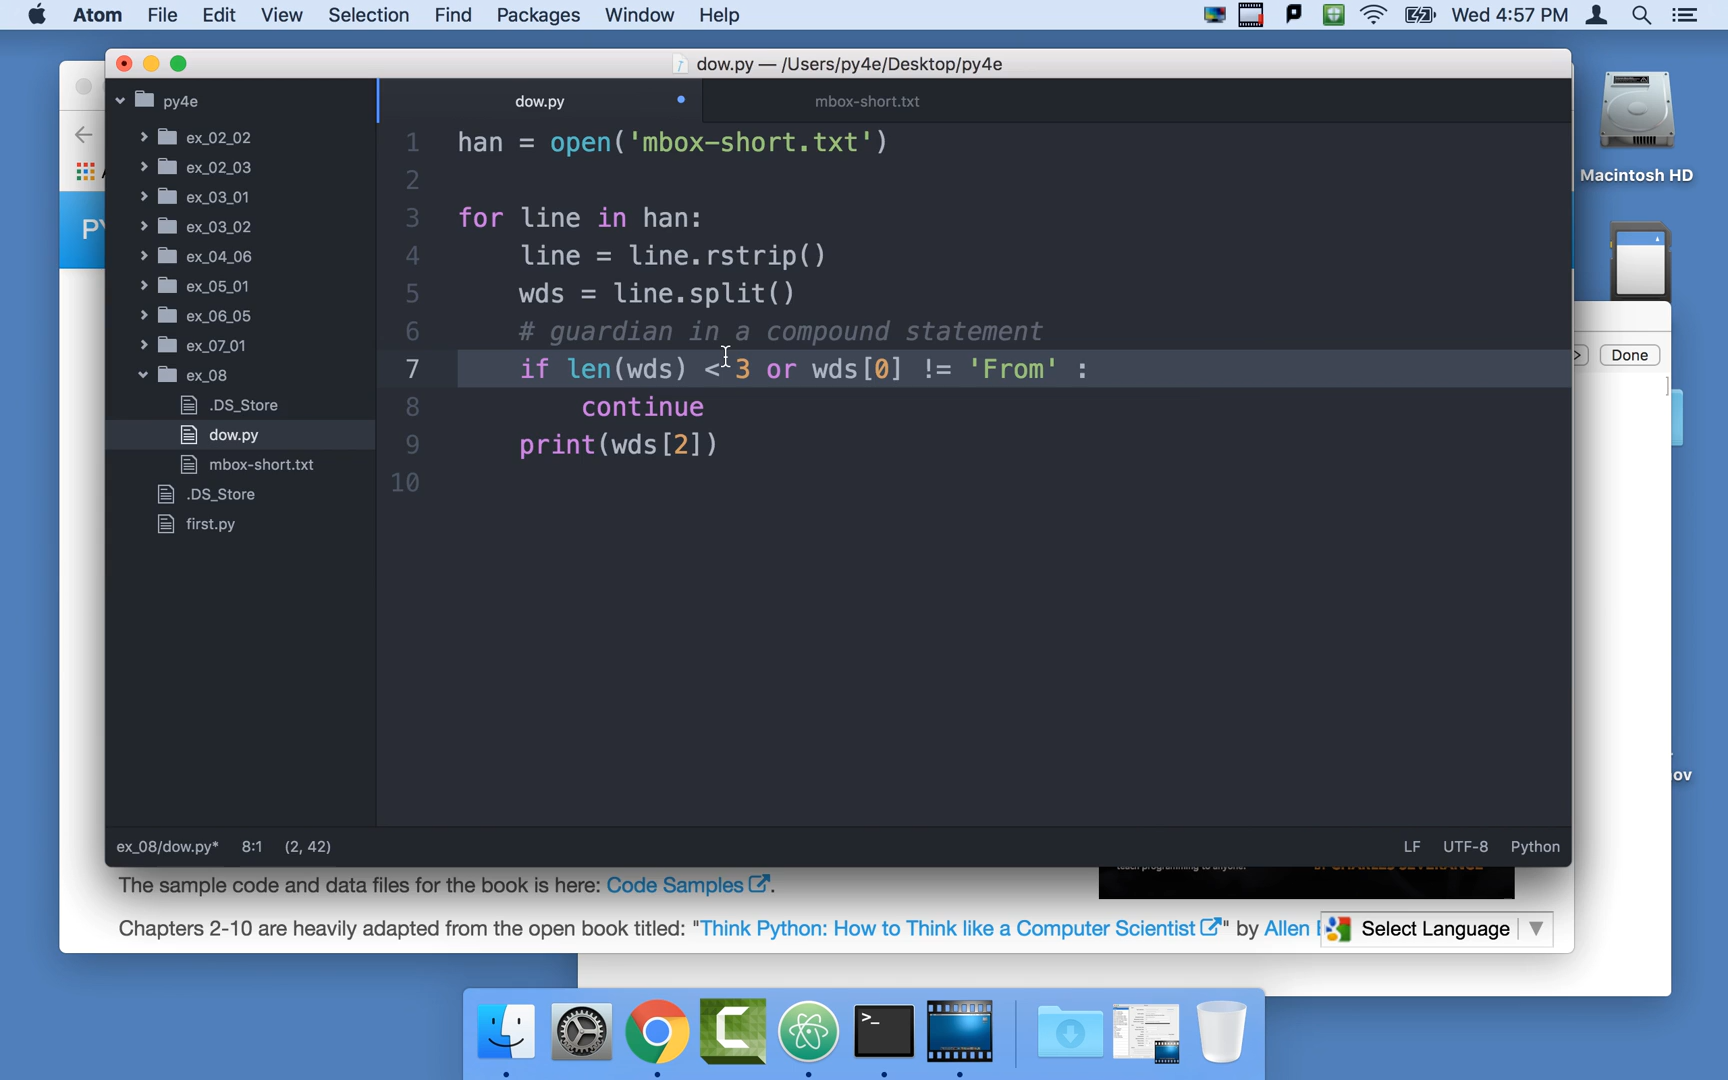 Atom File Edit View Selection Find Packages Window Help
Wed 4:57 PM
dow.py — /Users/py4e/Desktop/py4e
py4e
dow.py
mbox-short.txt
ex_02_02
ex_02_03
ex_03_01
ex_03_02
ex_04_06
ex_05_01
ex_06_05
ex_07_01
ex_08
.DS_Store
dow.py
mbox-short.txt
.DS_Store
first.py
1 han = open('mbox-short.txt')
2
3 for line in han:
4 line = line.rstrip()
5 wds = line.split()
6 # guardian in a compound statement
7 if len(wds) < 3 or wds[0] != 'From' :
8 continue
9 print(wds[2])
10
ex_08/dow.py* 8:1 (2, 42)
LF UTF-8 Python
Macintosh HD
Done
PY
ov
The sample code and data files for the book is here: Code Samples.
Chapters 2-10 are heavily adapted from the open book titled: "Think Python: How to Think like a Computer Scientist" by Allen
Select Language